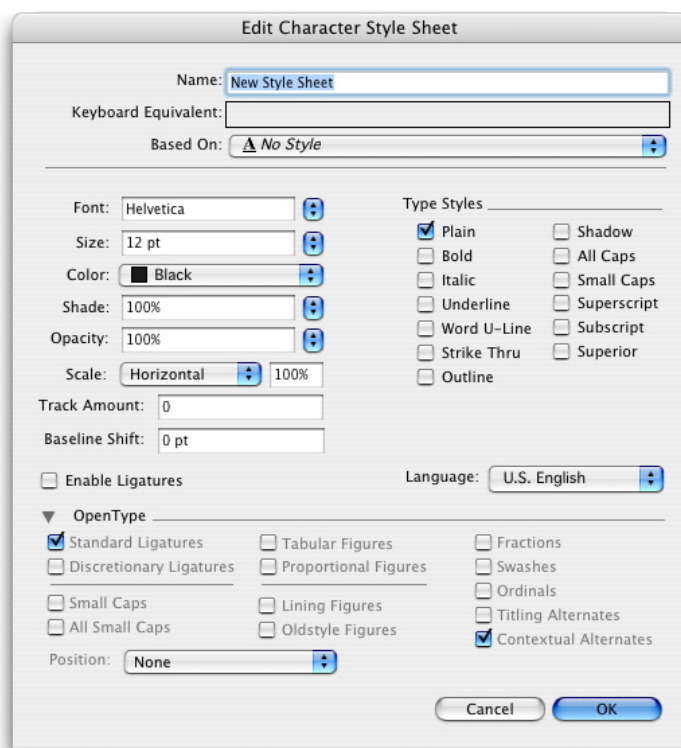 Edit Character Style Sheet
Name: New Style Sheet
Keyboard Equivalent:
Based On: A No Style
Font: Helvetica
Size: 12 pt
Color: Black
Shade: 100%
Opacity: 100%
Scale: Horizontal 100%
Track Amount: 0
Baseline Shift: 0 pt
Type Styles
Plain
Bold
Italic
Underline
Word U-Line
Strike Thru
Outline
Shadow
All Caps
Small Caps
Superscript
Subscript
Superior
Enable Ligatures
Language: U.S. English
OpenType
Standard Ligatures
Discretionary Ligatures
Small Caps
All Small Caps
Tabular Figures
Proportional Figures
Lining Figures
Oldstyle Figures
Fractions
Swashes
Ordinals
Titling Alternates
Contextual Alternates
Position: None
Cancel
OK